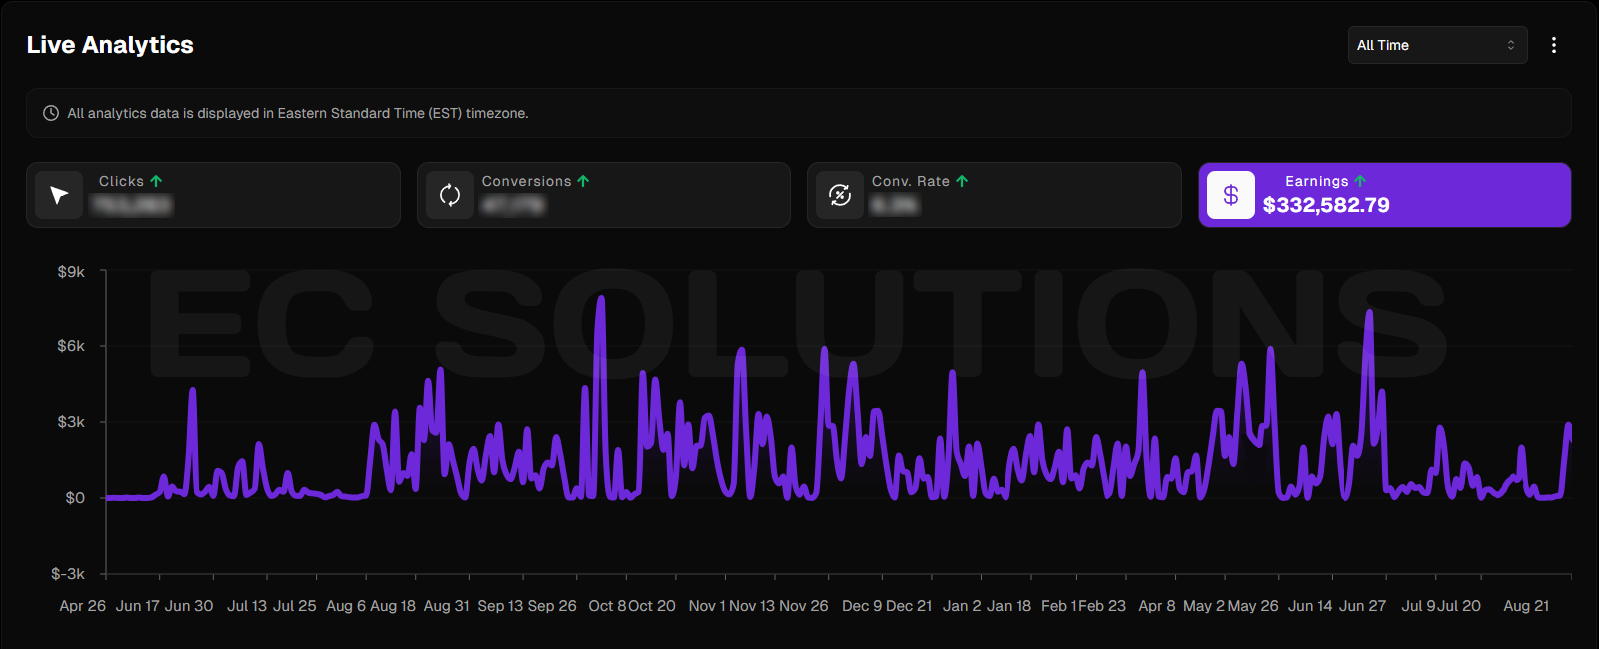 Live Analytics
All Time
All analytics data is displayed in Eastern Standard Time (EST) timezone.
Clicks
Conversions
Conv. Rate
Earnings
$332,582.79
EC SOLUTIONS
$9k
$6k
$3k
$0
$-3k
Apr 26 Jun 17 Jun 30 Jul 13 Jul 25 Aug 6 Aug 18 Aug 31 Sep 13 Sep 26 Oct 8 Oct 20 Nov 1 Nov 13 Nov 26 Dec 9 Dec 21 Jan 2 Jan 18 Feb 1 Feb 23 Apr 8 May 2 May 26 Jun 14 Jun 27 Jul 9 Jul 20 Aug 21